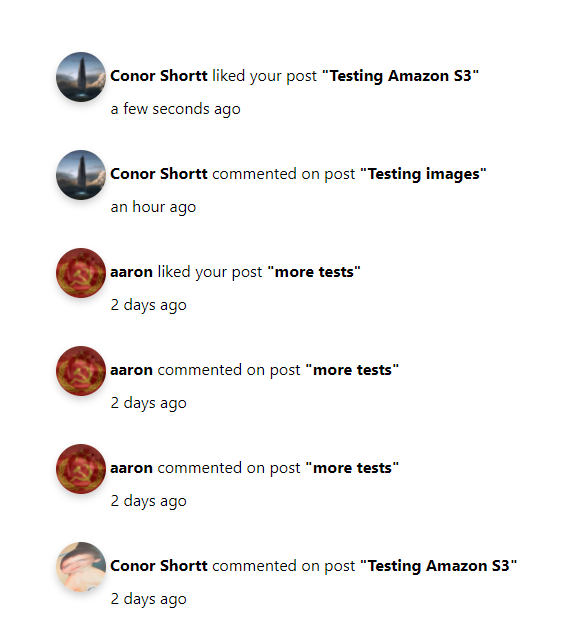 Conor Shortt liked your post "Testing Amazon S3"
a few seconds ago
Conor Shortt commented on post "Testing images"
an hour ago
aaron liked your post "more tests"
2 days ago
aaron commented on post "more tests"
2 days ago
aaron commented on post "more tests"
2 days ago
Conor Shortt commented on post "Testing Amazon S3"
2 days ago